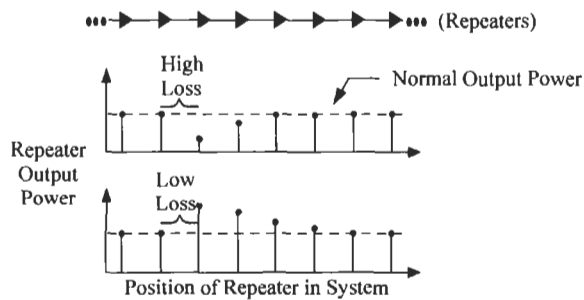 (Repeaters)
High
Loss
Normal Output Power
Repeater
Output
Power
Low
Loss
Position of Repeater in System